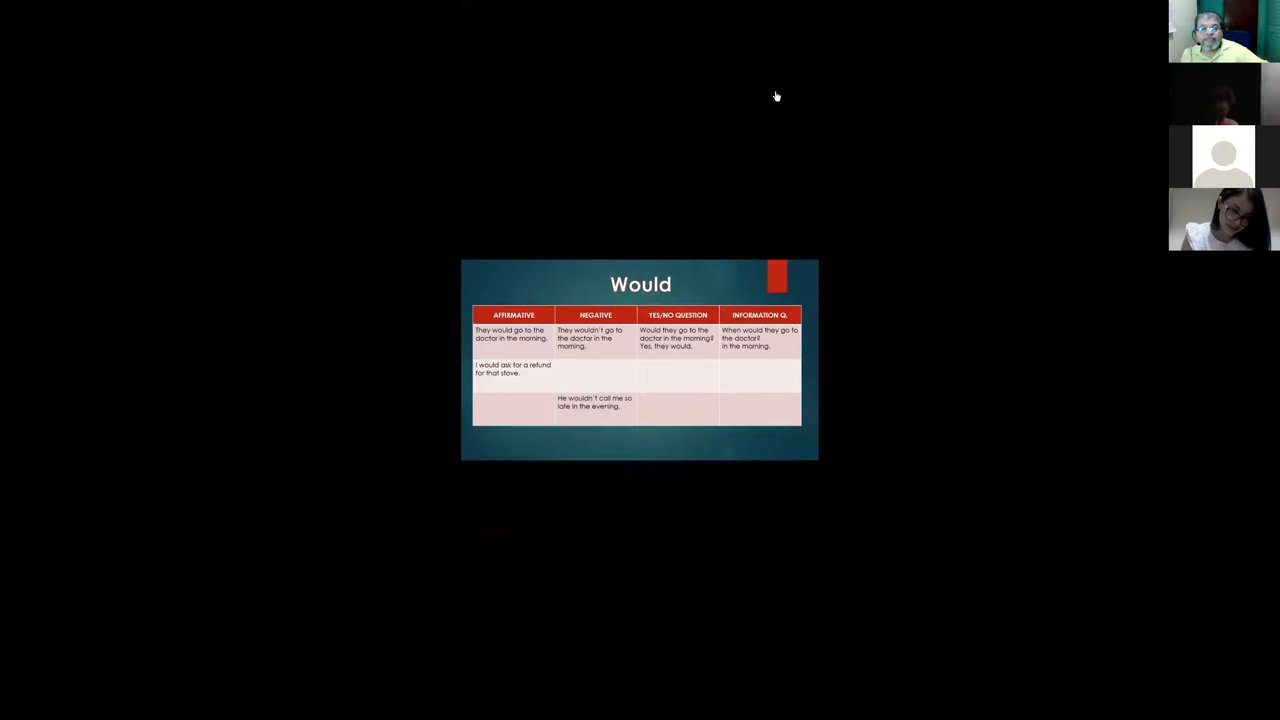 Would
AFFIRMATIVE
NEGATIVE
YES/NO QUESTION
INFORMATION Q.
They would go to the
doctor in the morning.
They wouldn´t go to
the doctor in the
morning.
Would they go to the
doctor in the morning?
Yes, they would.
When would they go to
the doctor?
In the morning.
I would ask for a refund
for that stove.
He wouldn´t call me so
late in the evening.